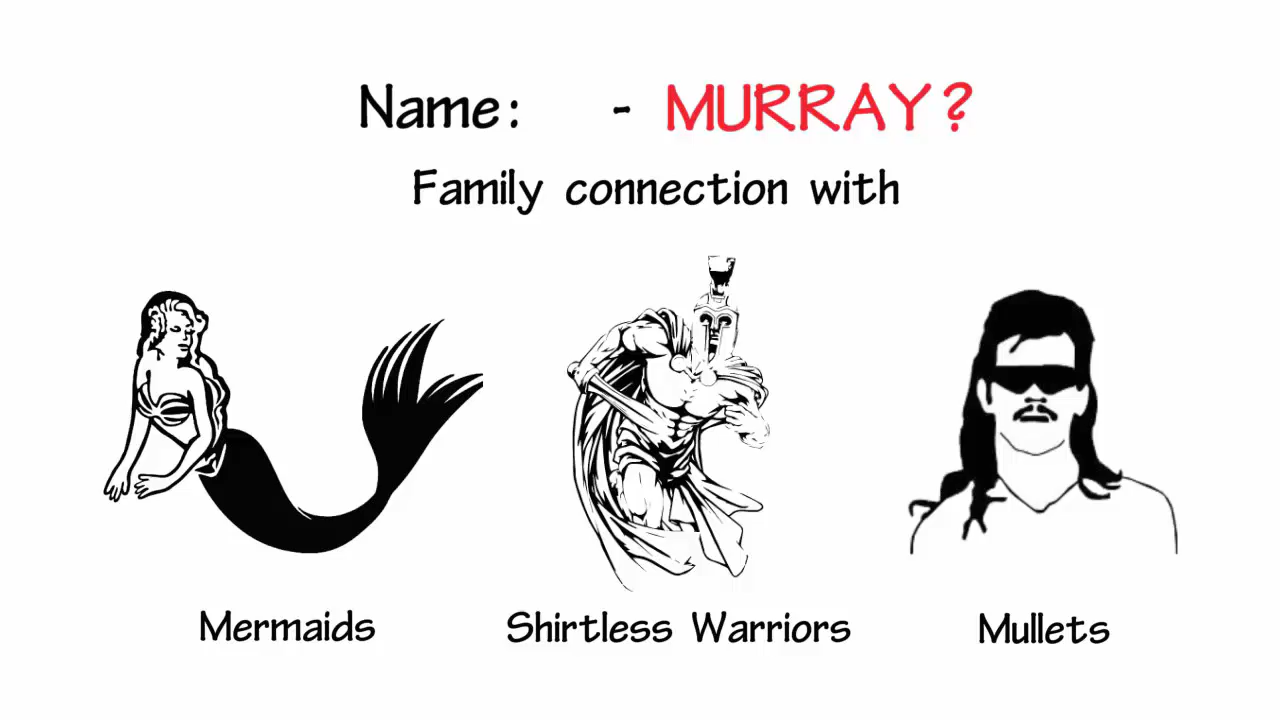 Name: - MURRAY?
Family connection with
Mermaids
Shirtless Warriors
Mullets